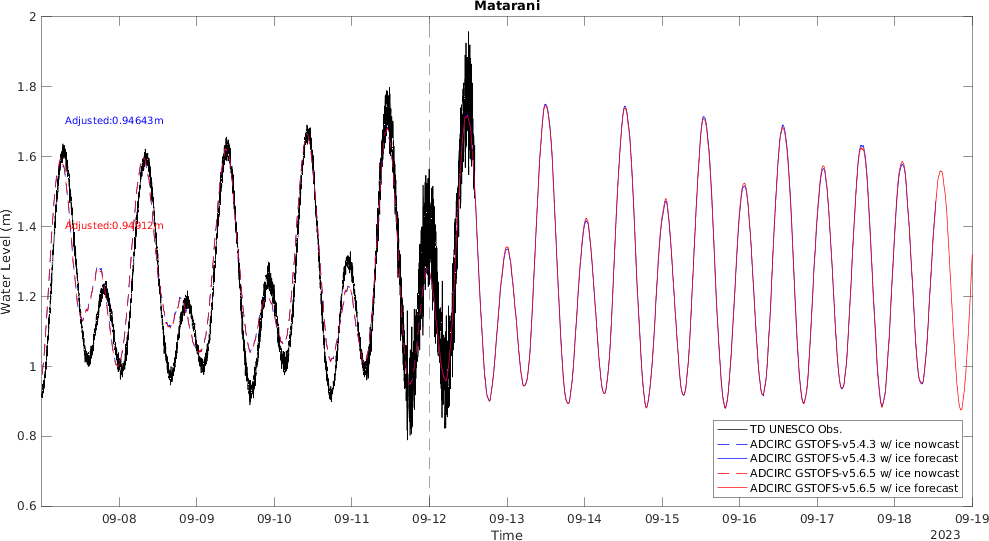 Matarani
2
1.8
1.6
1.4
1.2
1
0.8
0.6
Water Level (m)
Adjusted:0.94643m
Adjusted:0.94912m
TD UNESCO Obs.
ADCIRC GSTOFS-v5.4.3 w/ ice nowcast
ADCIRC GSTOFS-v5.4.3 w/ ice forecast
ADCIRC GSTOFS-v5.6.5 w/ ice nowcast
ADCIRC GSTOFS-v5.6.5 w/ ice forecast
09-08 09-09 09-10 09-11 09-12 09-13 09-14 09-15 09-16 09-17 09-18 09-19
Time
2023